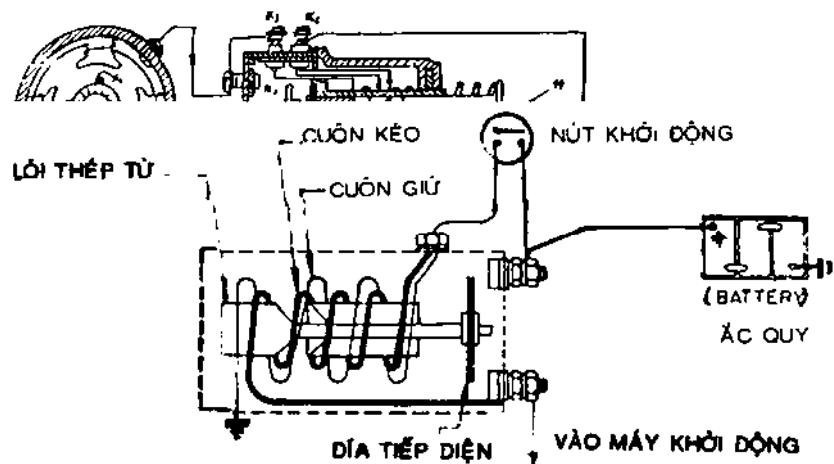 CUÔN KÉO
NÚT KHỞI ĐỘNG
LÕI THÉP TỪ
CUÔN GIỮ
(BATTERY)
ẮC QUY
DĨA TIẾP DIỆN
VÀO MÁY KHỞI ĐỘNG